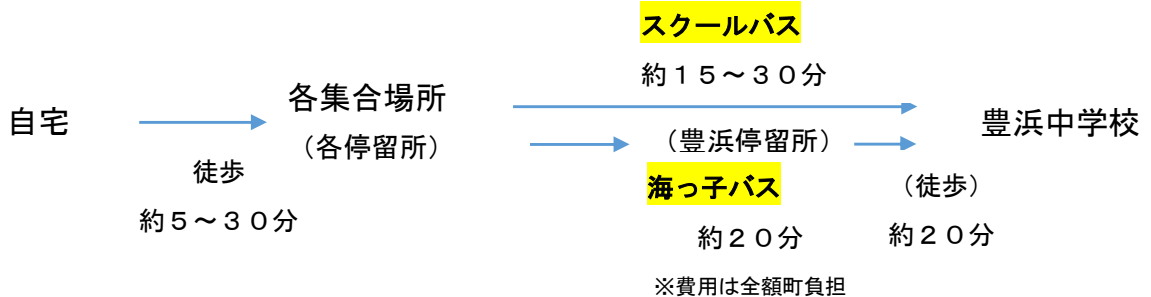 スクールバス
約１５～３０分
自宅
各集合場所
（各停留所）
（豊浜停留所）
豊浜中学校
徒歩
約５～３０分
海っ子バス
（徒歩）
約２０分
約２０分
※費用は全額町負担